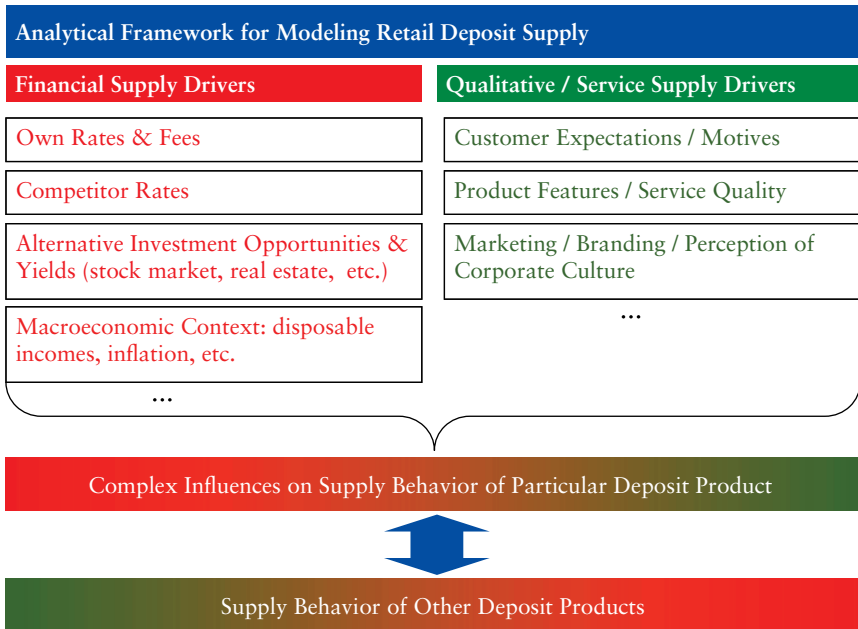 Analytical Framework for Modeling Retail Deposit Supply
Financial Supply Drivers
Own Rates & Fees
Competitor Rates
Alternative Investment Opportunities &
Yields (stock market, real estate, etc.)
Macroeconomic Context: disposable
incomes, inflation, etc.
...
Qualitative / Service Supply Drivers
Customer Expectations / Motives
Product Features / Service Quality
Marketing / Branding / Perception of
Corporate Culture
...
Complex Influences on Supply Behavior of Particular Deposit Product
Supply Behavior of Other Deposit Products